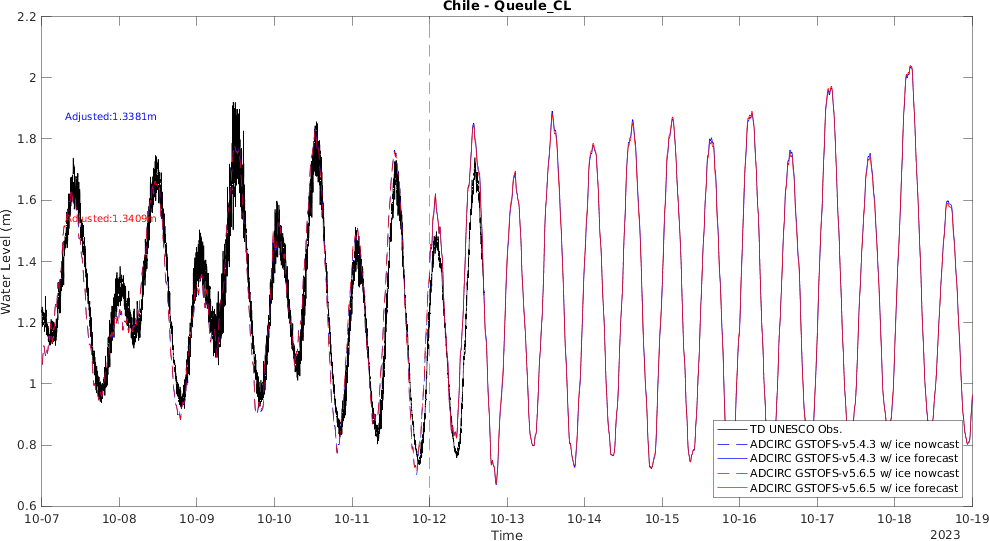 Chile - Queule_CL
2.2
2
1.8
1.6
1.4
1.2
1
0.8
0.6
Water Level (m)
Adjusted:1.3381m
Adjusted:1.3409m
TD UNESCO Obs.
ADCIRC GSTOFS-v5.4.3 w/ ice nowcast
ADCIRC GSTOFS-v5.4.3 w/ ice forecast
ADCIRC GSTOFS-v5.6.5 w/ ice nowcast
ADCIRC GSTOFS-v5.6.5 w/ ice forecast
10-07 10-08 10-09 10-10 10-11 10-12 10-13 10-14 10-15 10-16 10-17 10-18 10-19
Time
2023